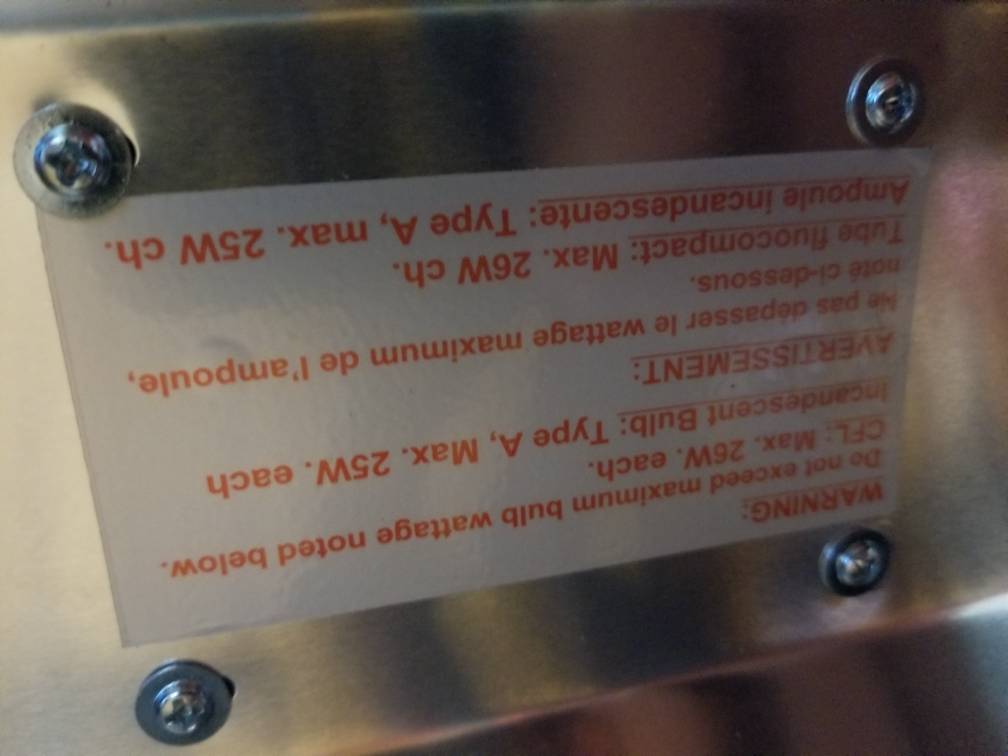 WARNING:
Do not exceed maximum bulb wattage noted below.
CFL: Max. 26W. each.
Incandescent Bulb: Type A, Max. 25W. each
AVERTISSEMENT:
Ne pas dépasser le wattage maximum de l'ampoule,
noté ci-dessous.
Tube fluocompact: Max. 26W ch.
Ampoule incandescente: Type A, max. 25W ch.